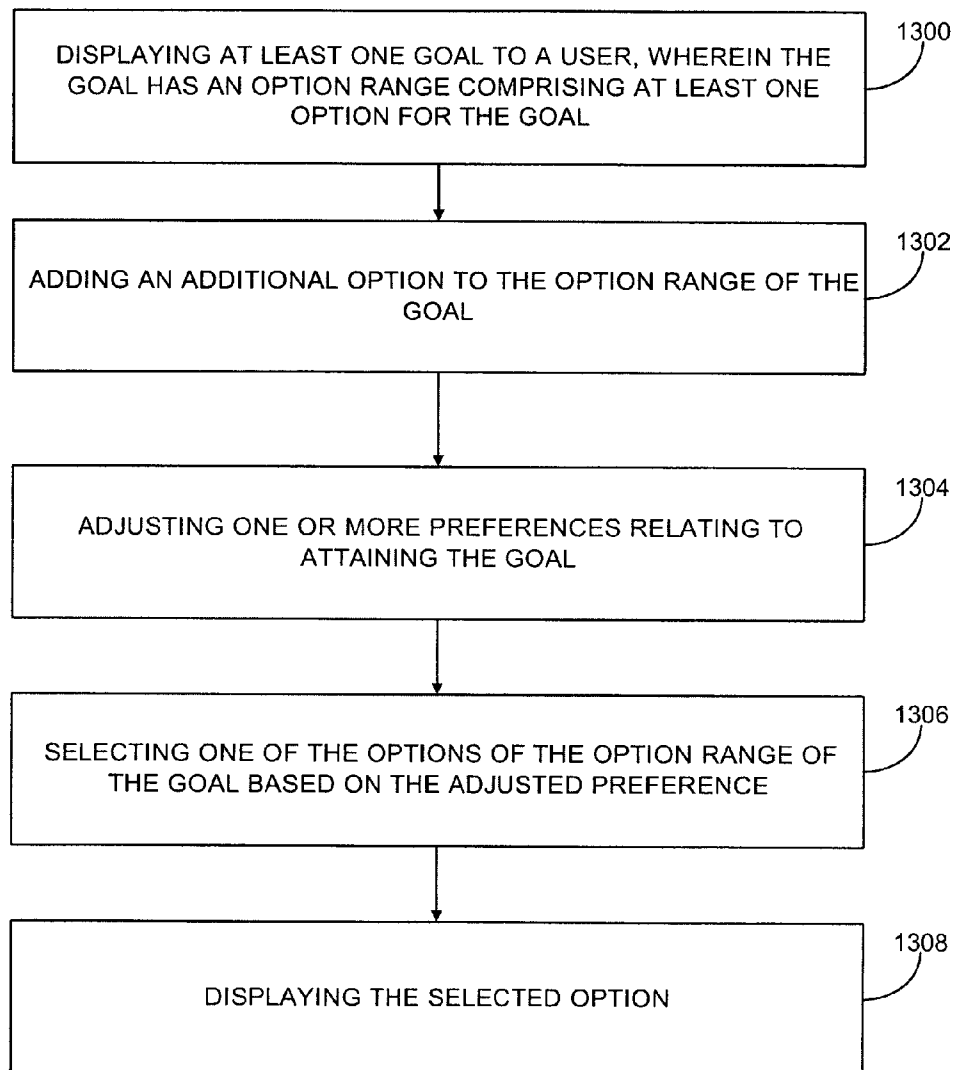 1300
DISPLAYING AT LEAST ONE GOAL TO A USER, WHEREIN THE
GOAL HAS AN OPTION RANGE COMPRISING AT LEAST ONE
OPTION FOR THE GOAL
1302
ADDING AN ADDITIONAL OPTION TO THE OPTION RANGE OF THE
GOAL
1304
ADJUSTING ONE OR MORE PREFERENCES RELATING TO
ATTAINING THE GOAL
1306
SELECTING ONE OF THE OPTIONS OF THE OPTION RANGE OF
THE GOAL BASED ON THE ADJUSTED PREFERENCE
1308
DISPLAYING THE SELECTED OPTION